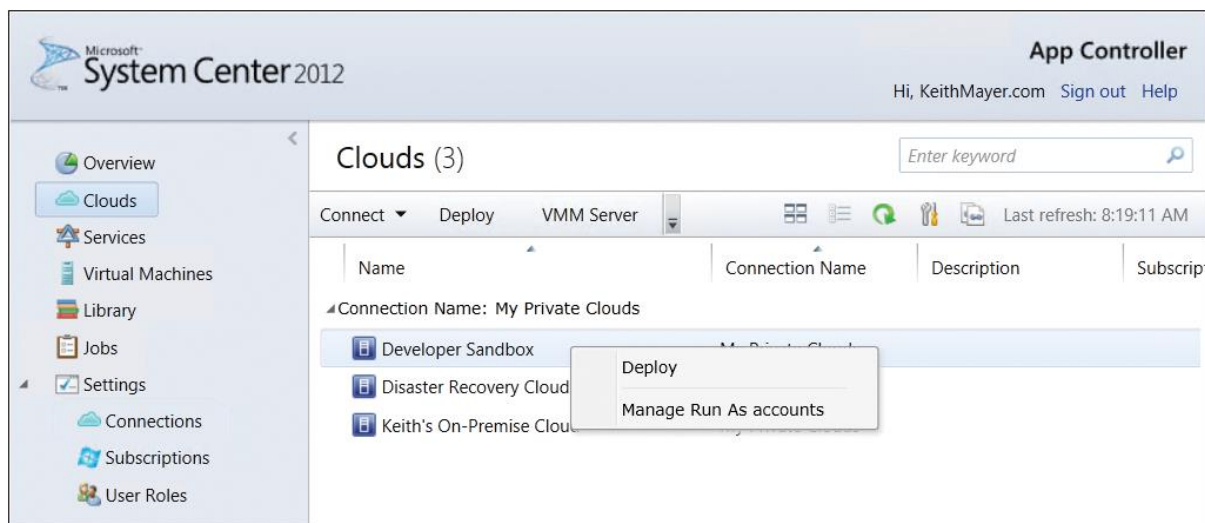 Microsoft
System Center 2012
App Controller
Hi, KeithMayer.com Sign out Help
Overview
Clouds
Services
Virtual Machines
Library
Jobs
Settings
Connections
Subscriptions
User Roles
Clouds (3)
Enter keyword
Connect Deploy VMM Server Last refresh: 8:19:11 AM
Name Connection Name Description Subscrip
Connection Name: My Private Clouds
Developer Sandbox
Disaster Recovery Cloud
Keith's On-Premise Cloud
Deploy
Manage Run As accounts